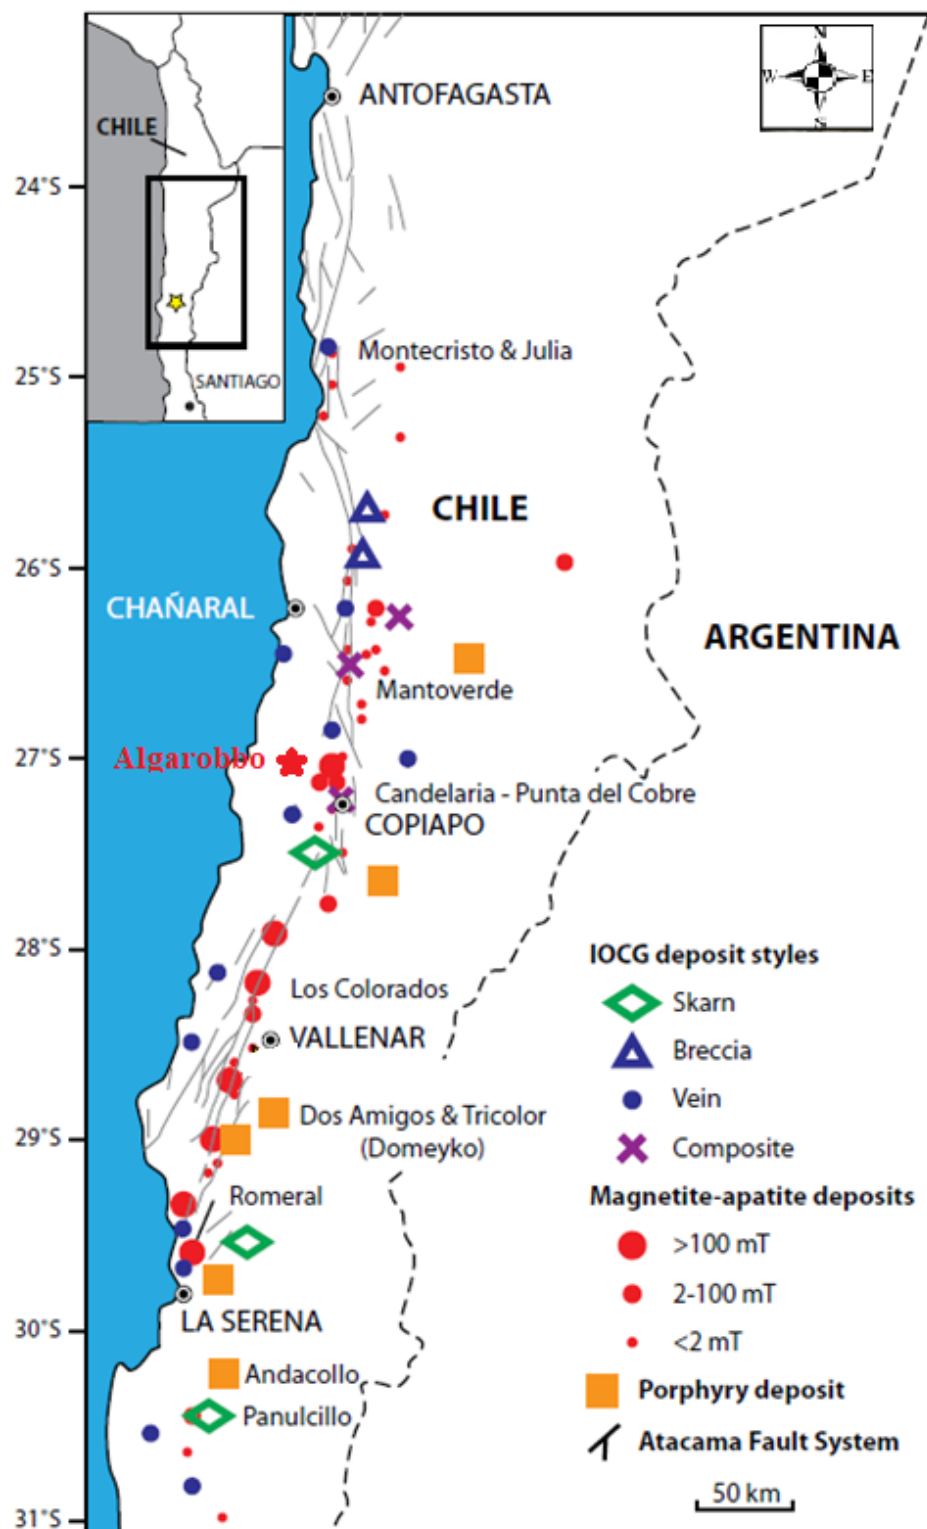 N
W E
S
CHILE
SANTIAGO
ANTOFAGASTA
24°S
Montecristo & Julia
25°S
CHILE
26°S
CHAÑARAL
ARGENTINA
Mantoverde
27°S
Algarobbo
Candelaria - Punta del Cobre
COPIAPO
28°S
Los Colorados
VALLENAR
29°S
Dos Amigos & Tricolor
(Domeyko)
Romeral
LA SERENA
30°S
Andacollo
Panulcillo
31°S
IOCG deposit styles
Skarn
Breccia
Vein
Composite
Magnetite-apatite deposits
>100 mT
2-100 mT
<2 mT
Porphyry deposit
Atacama Fault System
50 km